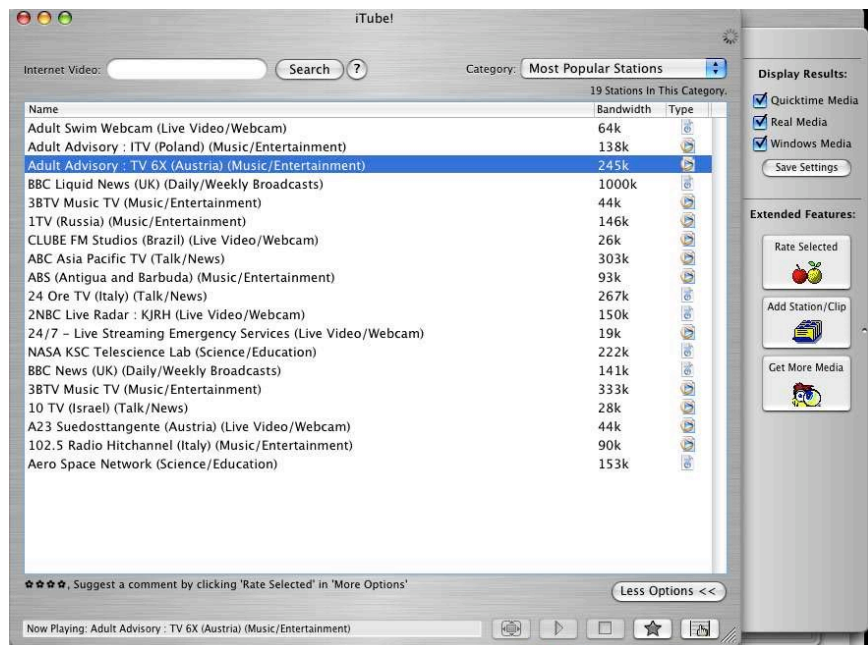 iTube!
Internet Video:
Search
?
Category:
Most Popular Stations
19 Stations In This Category.
Name Bandwidth Type
Adult Swim Webcam (Live Video/Webcam) 64k
Adult Advisory : ITV (Poland) (Music/Entertainment) 138k
Adult Advisory : TV 6X (Austria) (Music/Entertainment) 245k
BBC Liquid News (UK) (Daily/Weekly Broadcasts) 1000k
3BTV Music TV (Music/Entertainment) 44k
1TV (Russia) (Music/Entertainment) 146k
CLUBE FM Studios (Brazil) (Live Video/Webcam) 26k
ABC Asia Pacific TV (Talk/News) 303k
ABS (Antigua and Barbuda) (Music/Entertainment) 93k
24 Ore TV (Italy) (Talk/News) 267k
2NBC Live Radar : KJRH (Live Video/Webcam) 150k
24/7 – Live Streaming Emergency Services (Live Video/Webcam) 19k
NASA KSC Telescience Lab (Science/Education) 222k
BBC News (UK) (Daily/Weekly Broadcasts) 141k
3BTV Music TV (Music/Entertainment) 333k
10 TV (Israel) (Talk/News) 28k
A23 Suedosttangente (Austria) (Live Video/Webcam) 44k
102.5 Radio Hitchannel (Italy) (Music/Entertainment) 90k
Aero Space Network (Science/Education) 153k
, Suggest a comment by clicking 'Rate Selected' in 'More Options'
Less Options <<
Now Playing: Adult Advisory : TV 6X (Austria) (Music/Entertainment)
Display Results:
Quicktime Media
Real Media
Windows Media
Save Settings
Extended Features:
Rate Selected
Add Station/Clip
Get More Media